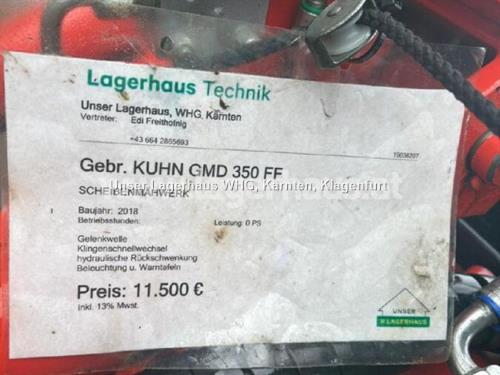 Lagerhaus Technik
Unser Lagerhaus, WHG, Kärnten
Vertreter: Edi Freithofnig
+43 664 2865693
15036207
Gebr. KUHN GMD 350 FF
Unser Lagerhaus WHG, Kärnten, Klagenfurt
SCHEIBENMÄHWERK
Baujahr: 2018
Betriebsstunden:
Leistung: 0 PS
Gelenkwelle
Klingenschnellwechsel
hydraulische Rückschwenkung
Beleuchtung u. Warntafeln
Preis: 11.500 €
inkl. 13% Mwst.
UNSER
LAGERHAUS